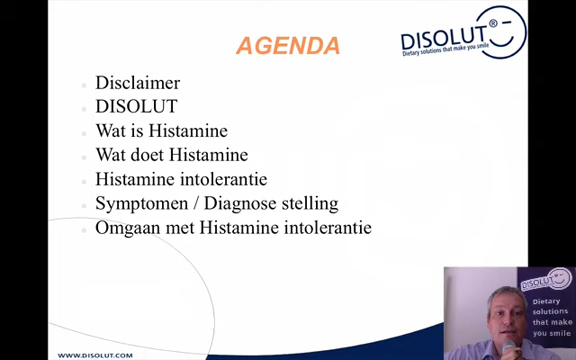 AGENDA
DISOLUT®
Dietary solutions that make you smile
Disclaimer
DISOLUT
Wat is Histamine
Wat doet Histamine
Histamine intolerantie
Symptomen / Diagnose stelling
Omgaan met Histamine intolerantie
DISOLUT
Dietary
solutions
that make
you smile
WWW.DISOLUT.COM